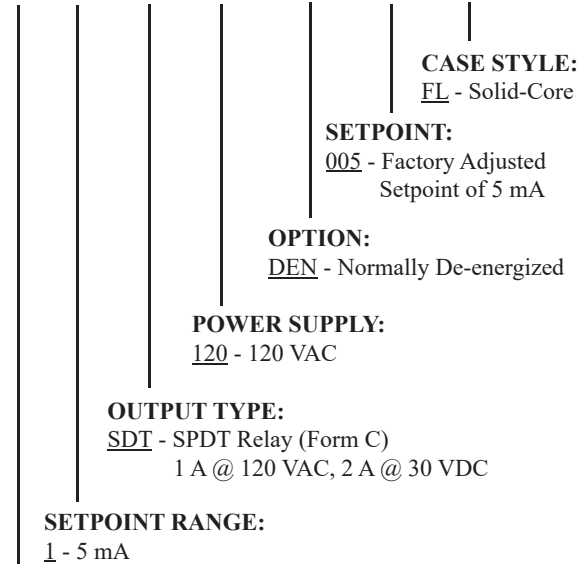 CASE STYLE:
FL - Solid-Core
SETPOINT:
005 - Factory Adjusted
Setpoint of 5 mA
OPTION:
DEN - Normally De-energized
POWER SUPPLY:
120 - 120 VAC
OUTPUT TYPE:
SDT - SPDT Relay (Form C)
1 A @ 120 VAC, 2 A @ 30 VDC
SETPOINT RANGE:
1 - 5 mA